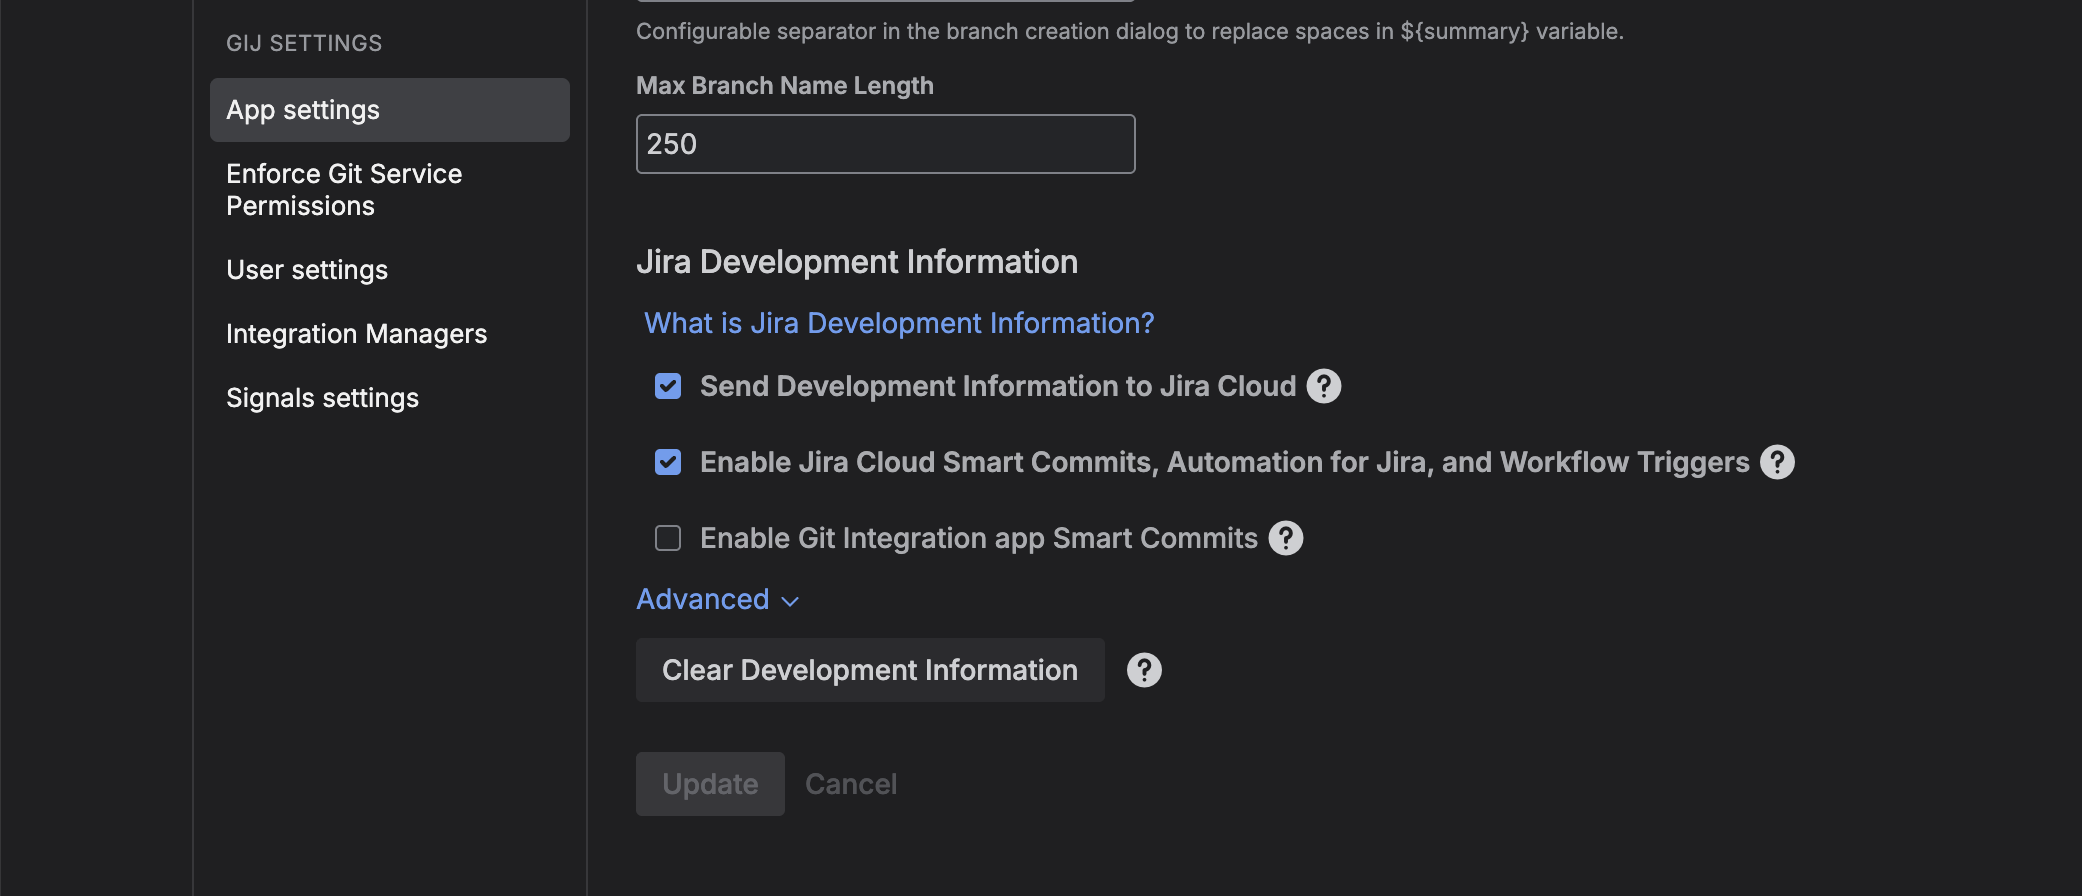 GIJ SETTINGS
App settings
Enforce Git Service
Permissions
User settings
Integration Managers
Signals settings
Configurable separator in the branch creation dialog to replace spaces in ${summary} variable.
Max Branch Name Length
250
Jira Development Information
What is Jira Development Information?
Send Development Information to Jira Cloud ?
Enable Jira Cloud Smart Commits, Automation for Jira, and Workflow Triggers ?
Enable Git Integration app Smart Commits ?
Advanced
Clear Development Information ?
Update Cancel